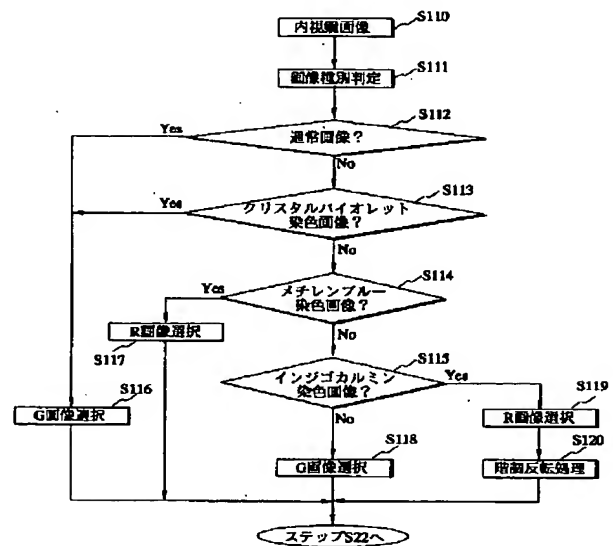 S110
内視鏡画像
S111
画像種別判定
S112
Yes
通常画像?
No
S113
Yes
クリスタルバイオレット
染色画像?
No
S114
Yes
メチレンブルー
染色画像?
No
R画像選択
S117
S115
インジゴカルミン
染色画像?
Yes
No
S116
G画像選択
S118
G画像選択
S119
R画像選択
S120
階調反転処理
ステップS22へ